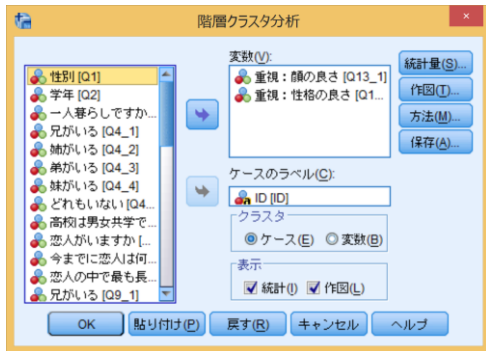 階層クラスタ分析
変数(V):
性別 [Q1]
学年 [Q2]
一人暮らしですか...
兄がいる [Q4_1]
姉がいる [Q4_2]
弟がいる [Q4_3]
妹がいる [Q4_4]
どれもいない [Q4...
高校は男女共学で...
恋人がいますか [...
今までに恋人は何...
恋人の中で最も長...
兄がいる [Q9_1]
重視：顔の良さ [Q13_1]
重視：性格の良さ [Q1...
統計量(S)...
作図(T)...
方法(M)...
保存(A)...
ケースのラベル(C):
ID [ID]
クラスタ
ケース(E) 変数(B)
表示
統計(I) 作図(L)
OK 貼り付け(P) 戻す(R) キャンセル ヘルプ